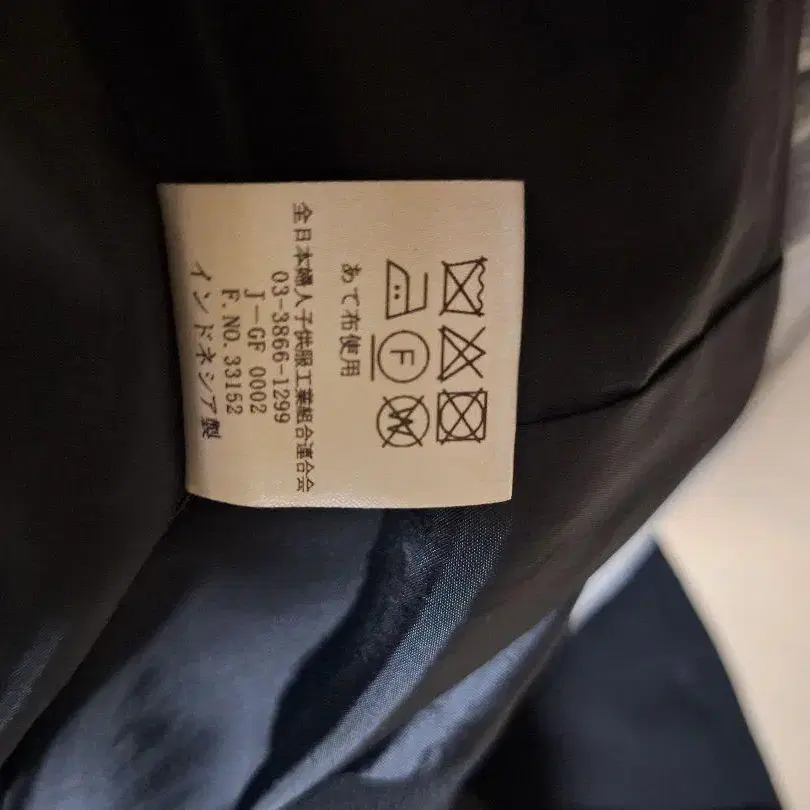 F W
あて布使用
全日本婦人子供服工業組合連合会
03-3866-1299
J-GF 0002
F.NO.33152
インドネシア製